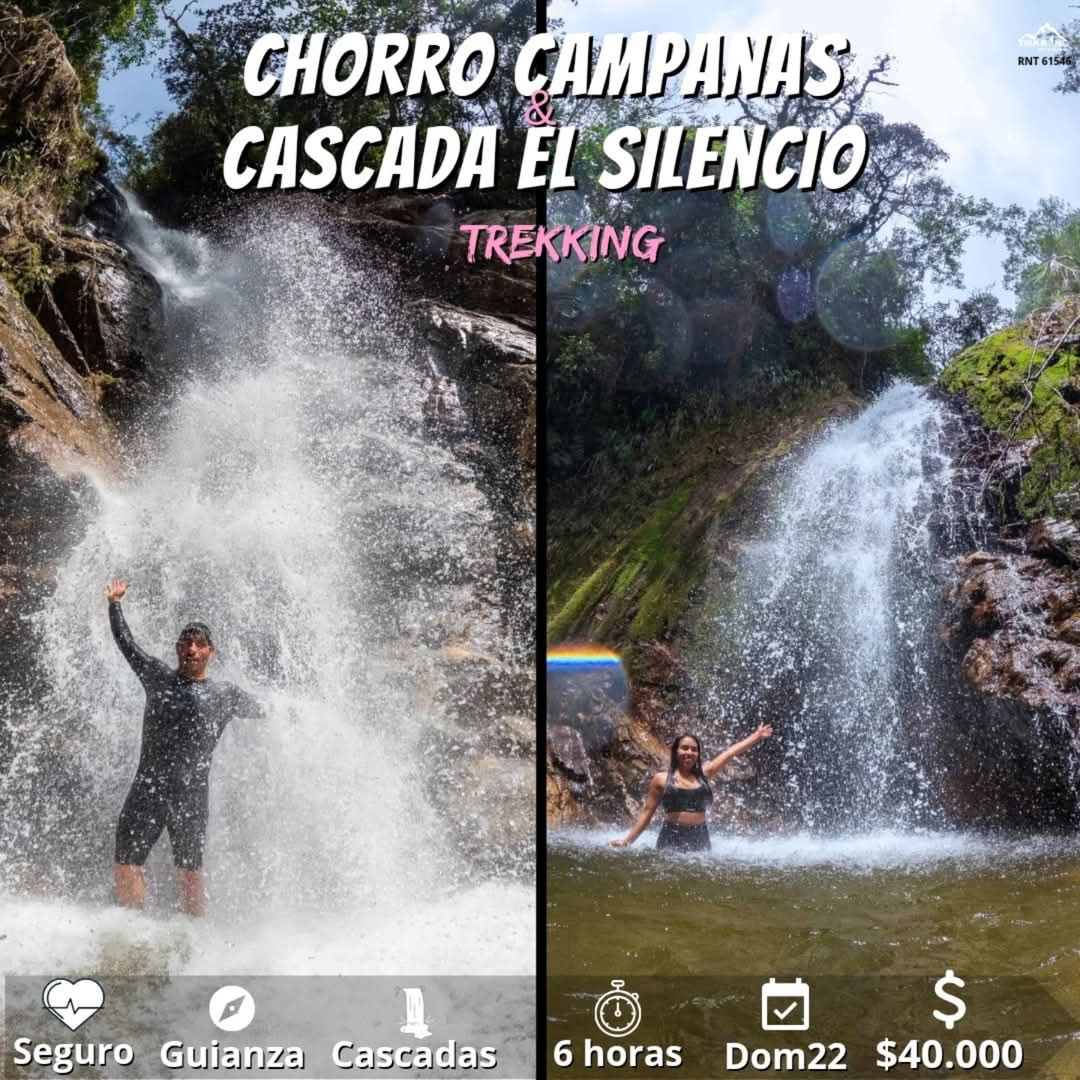 CHORRO CAMPANAS
&
CASCADA EL SILENCIO
TREKKING
RNT 61546
Seguro
Guianza
Cascadas
6 horas
Dom22
$40.000